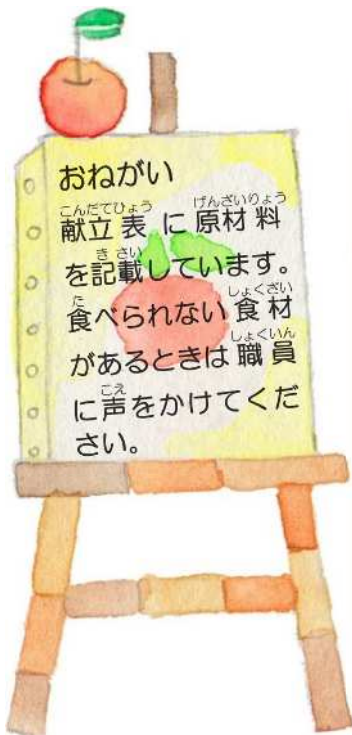 おねがい
献立表に原材料
を記載しています。
食べられない食材
があるときは職員
に声をかけてくだ
さい。